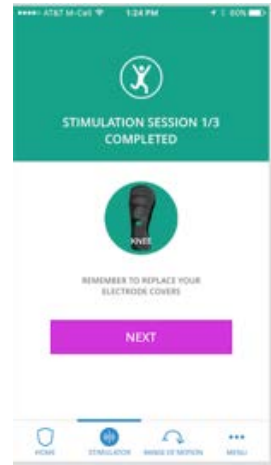 AT&T M-Cell 1:24 PM 60%
STIMULATION SESSION 1/3
COMPLETED
KNEE
REMEMBER TO REPLACE YOUR
ELECTRODE COVERS
NEXT
HOME STIMULATOR RANGE OF MOTION MENU